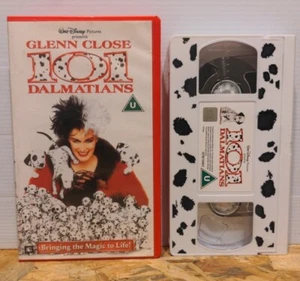 Walt Disney Pictures
presents
GLENN CLOSE
101
DALMATIANS
U
Bringing the Magic to Life!
101
DALMATIANS
U